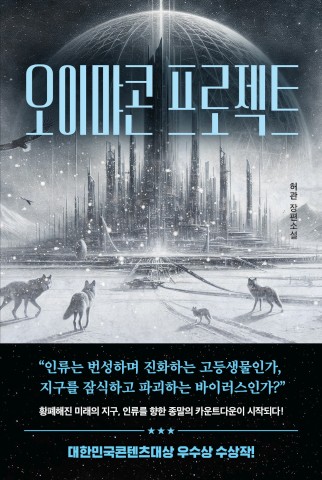 오이먀콘 프로젝트
허관 장편소설
“인류는 번성하며 진화하는 고등생물인가,
지구를 잠식하고 파괴하는 바이러스인가?”
황폐해진 미래의 지구, 인류를 향한 종말의 카운트다운이 시작되다!
★★★
대한민국콘텐츠대상 우수상 수상작!